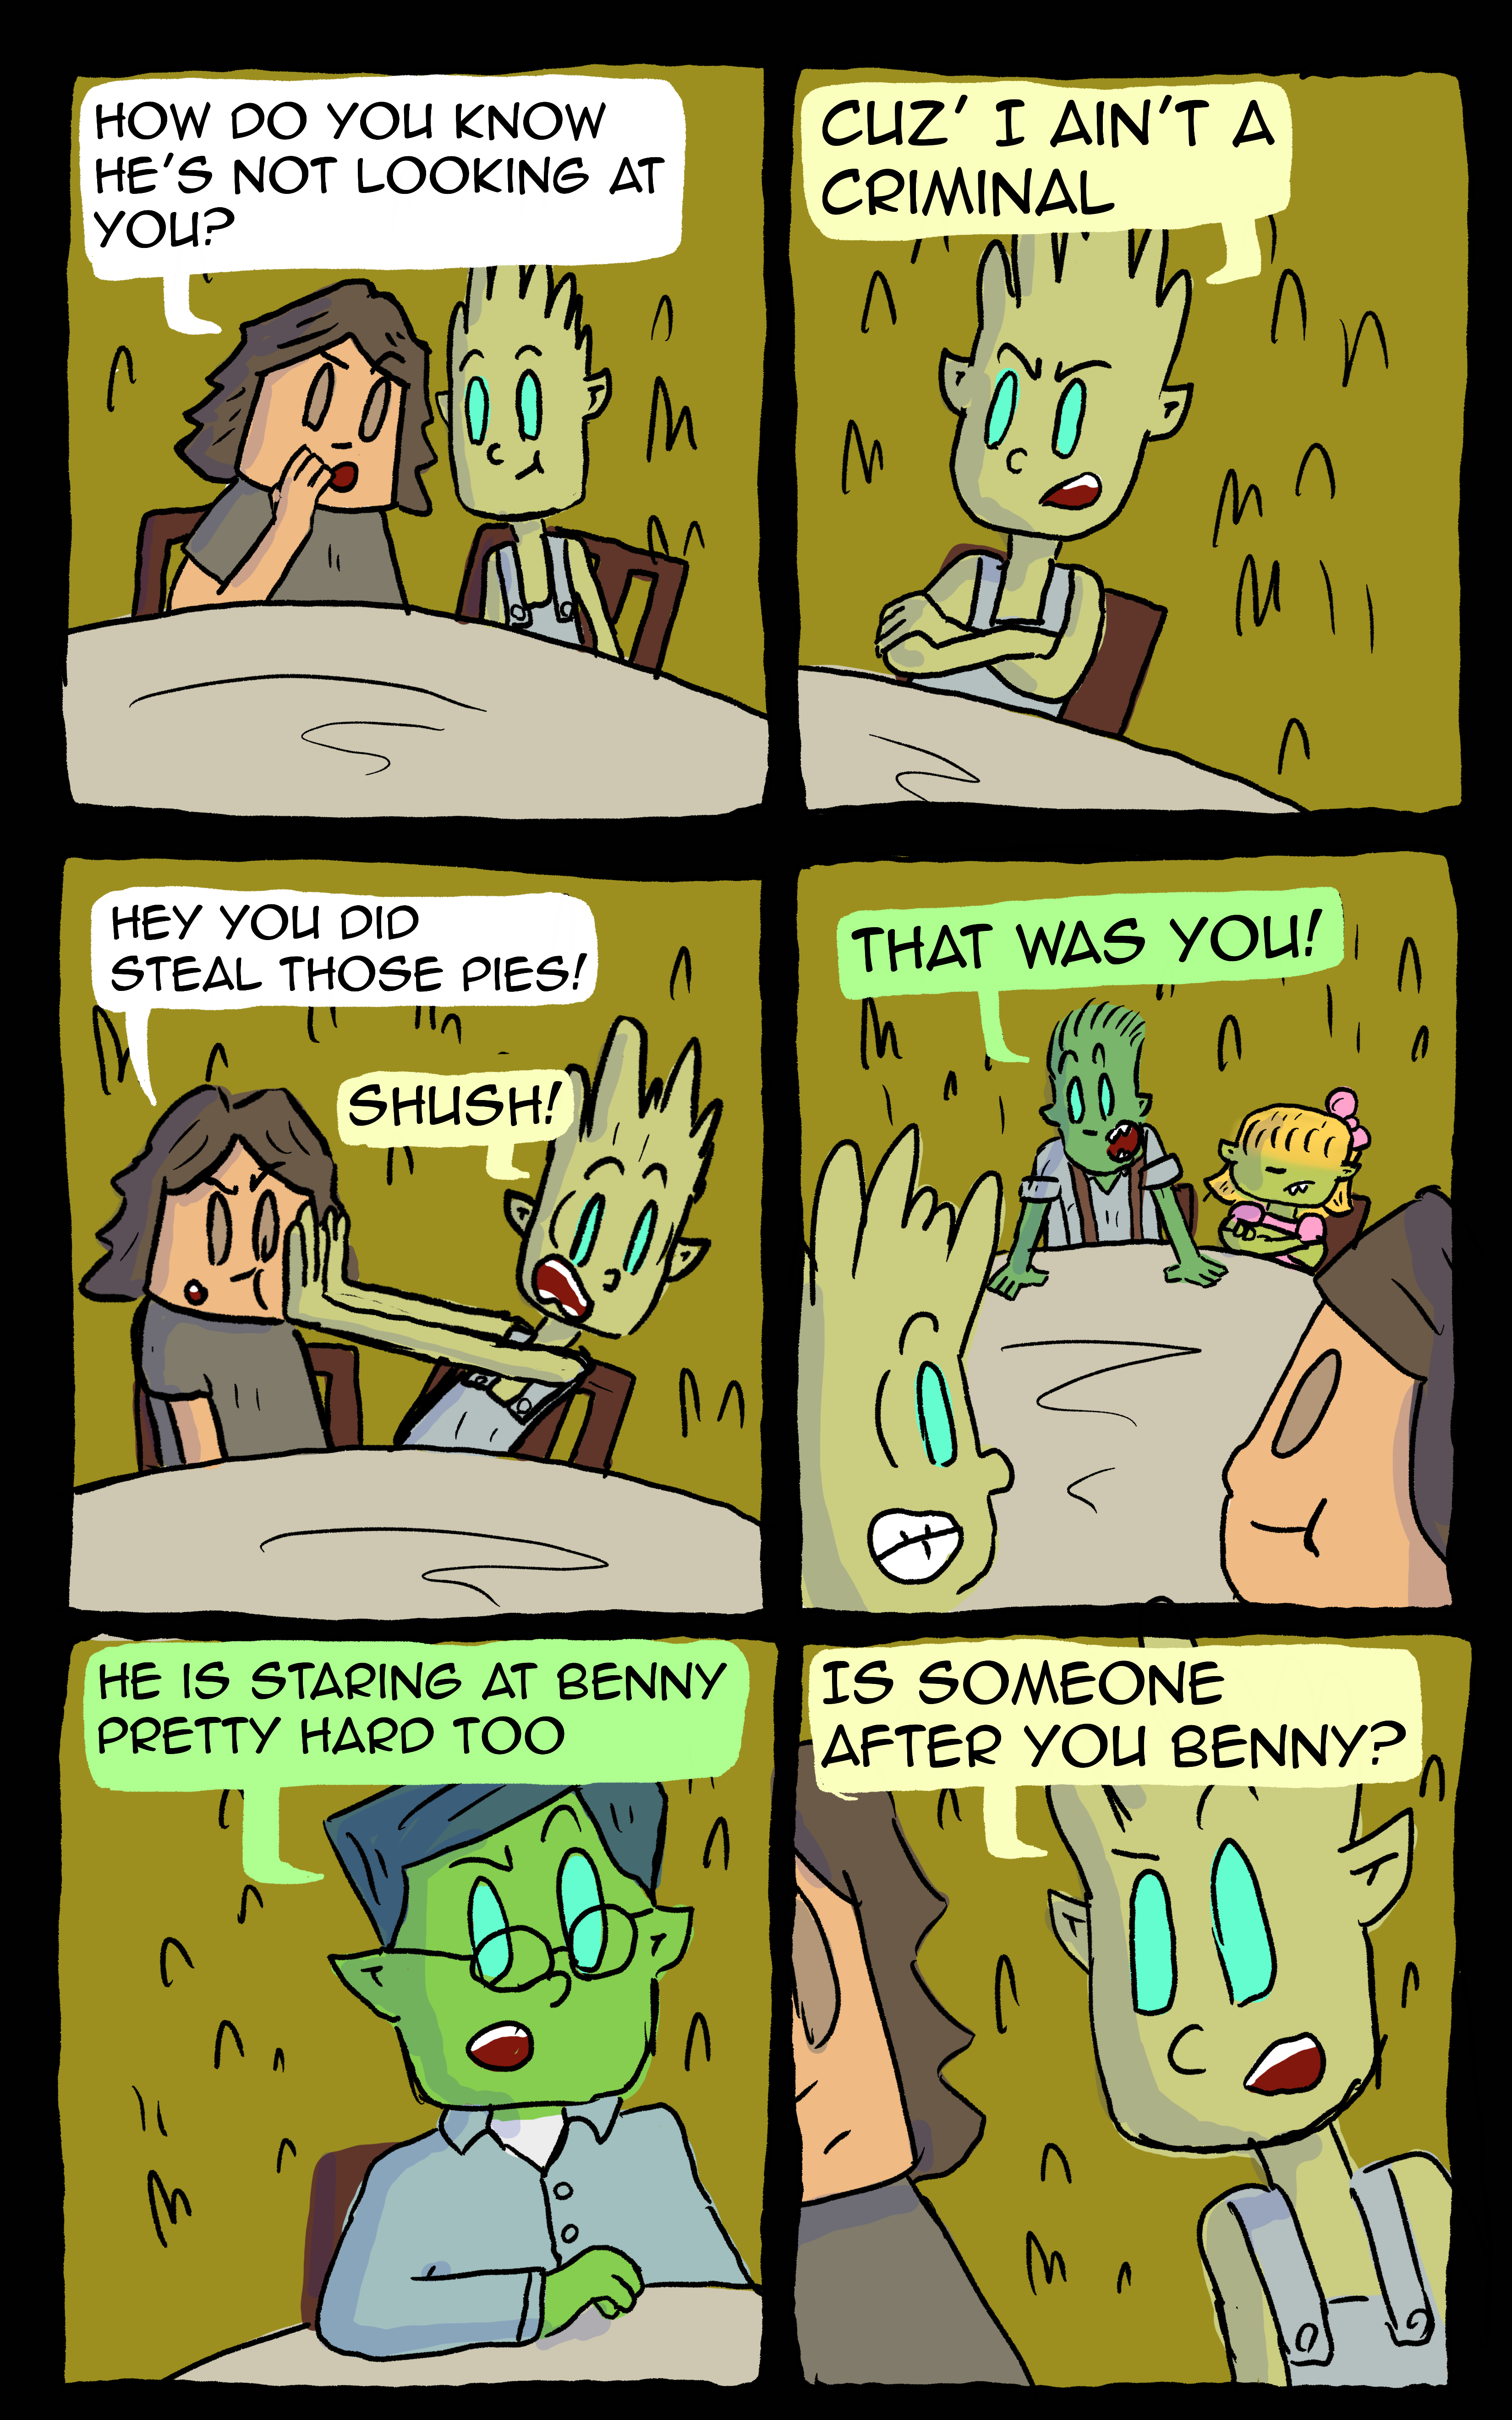 HOW DO YOU KNOW
HE'S NOT LOOKING AT
YOU?
CUZ' I AIN'T A
CRIMINAL
HEY YOU DID
STEAL THOSE PIES!
SHUSH!
THAT WAS YOU!
HE IS STARING AT BENNY
PRETTY HARD TOO
IS SOMEONE
AFTER YOU BENNY?